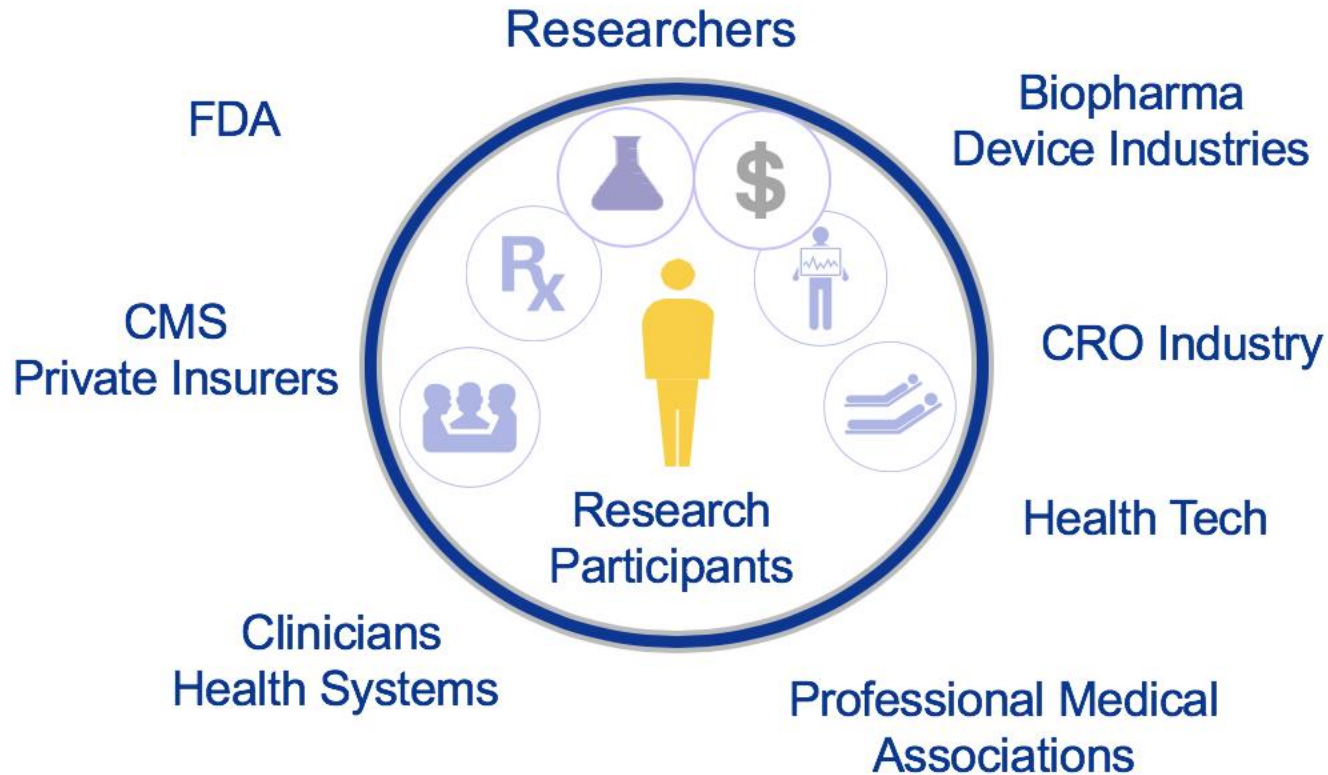 Researchers
FDA
Biopharma
Device Industries
$
Rx
CMS
Private Insurers
CRO Industry
Research
Participants
Health Tech
Clinicians
Health Systems
Professional Medical
Associations